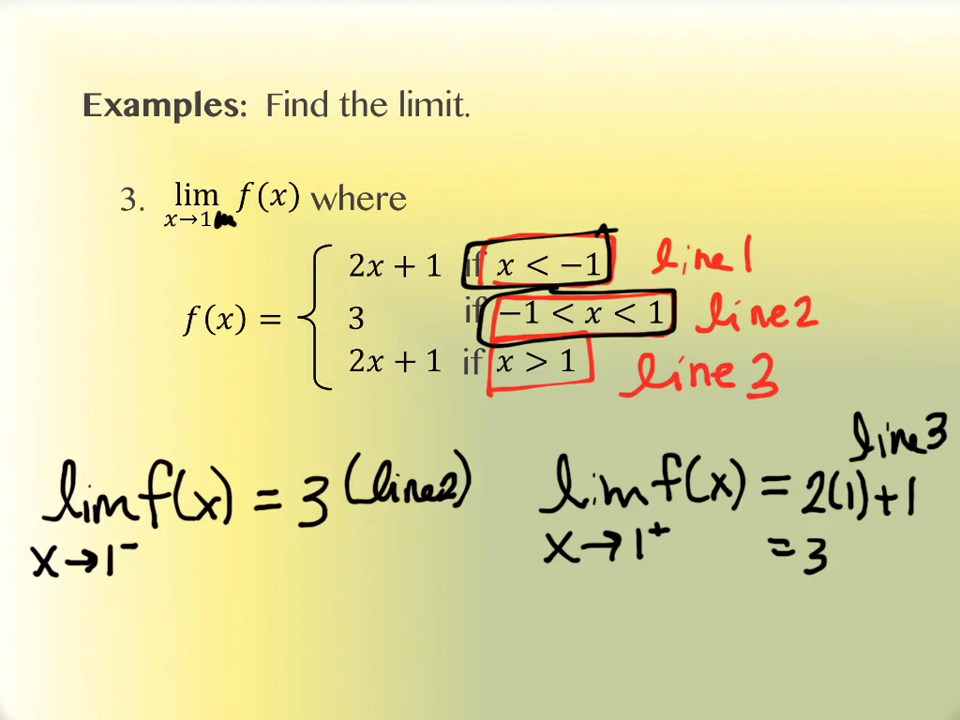 Examples: Find the limit.
3. lim f(x) where
x→1
2x + 1 if x < −1 line 1
f(x) = { 3 if −1 < x < 1 line 2
2x + 1 if x > 1 line 3
line 3
lim f(x) = 3 (line 2) lim f(x) = 2(1)+1
x→1⁻ x→1⁺ = 3